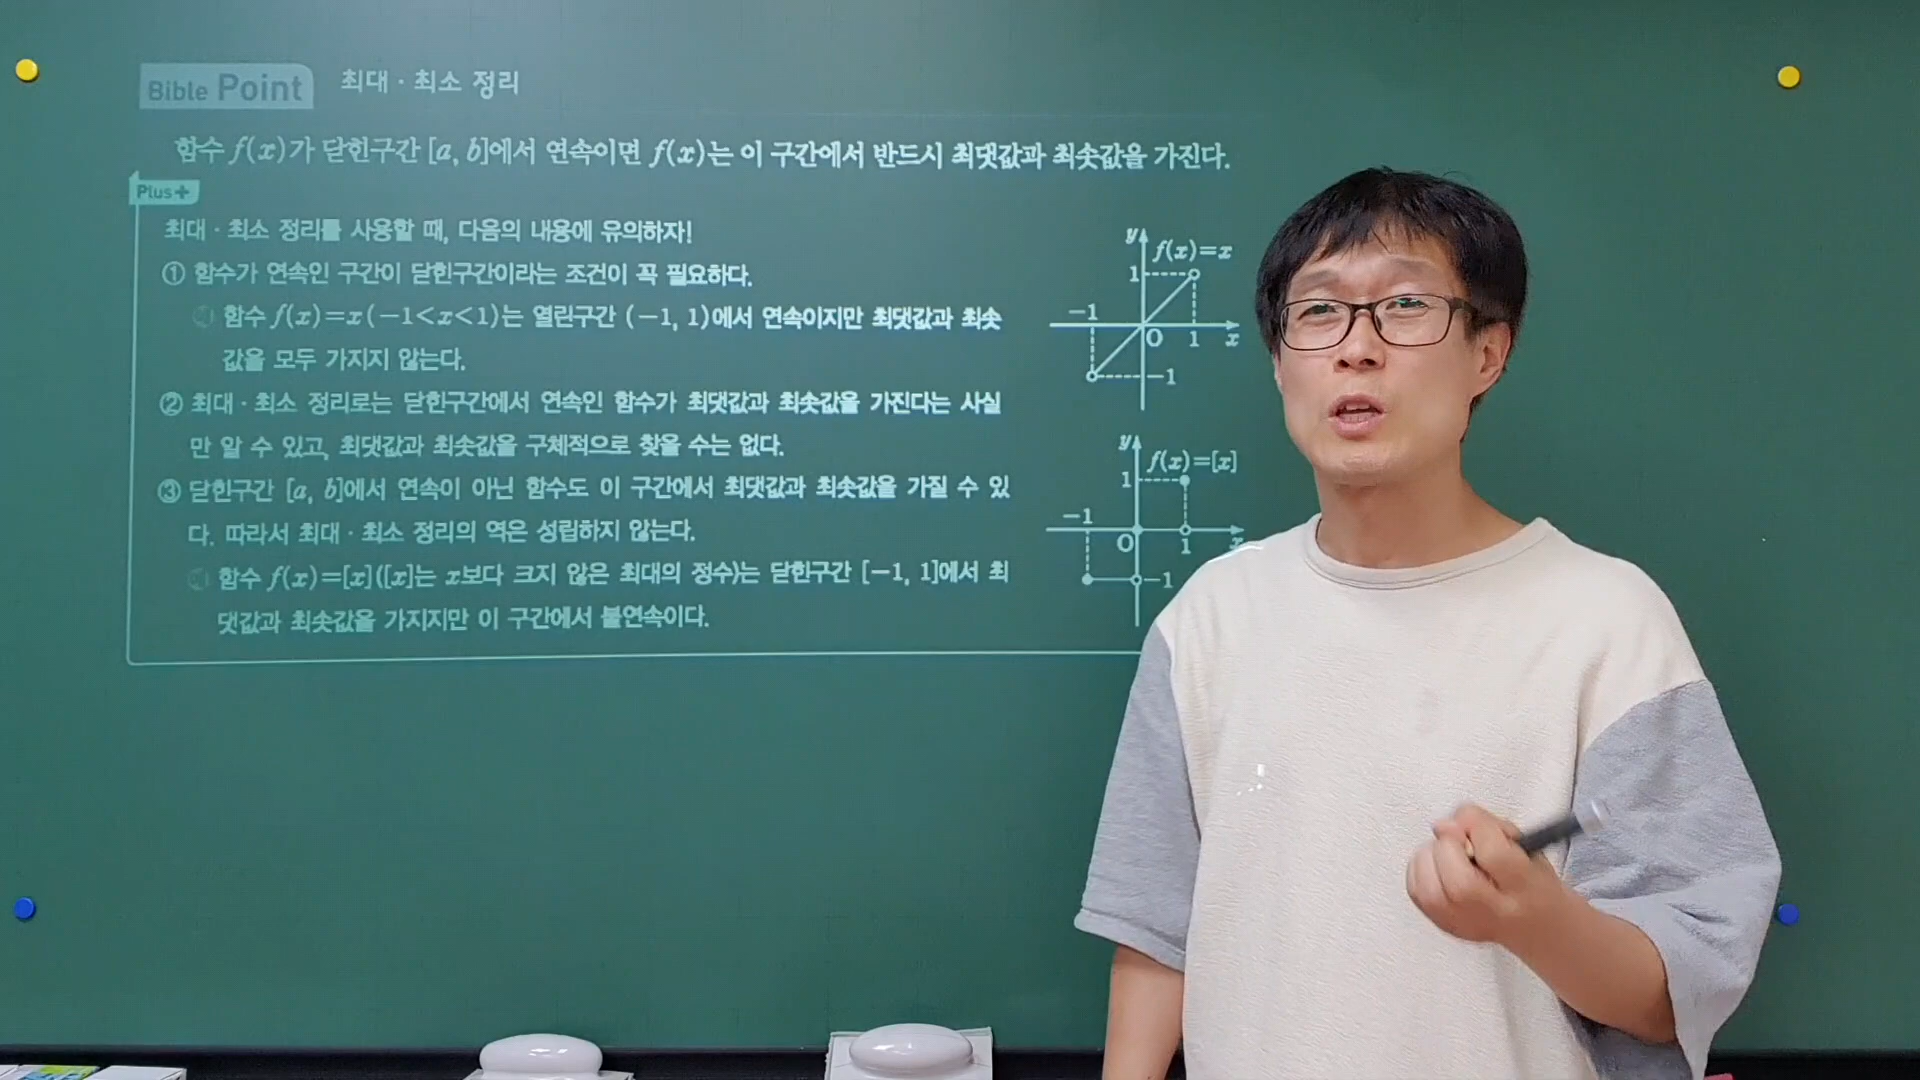 Bible Point 최대 · 최소 정리
함수 f(x)가 닫힌구간 [a, b]에서 연속이면 f(x)는 이 구간에서 반드시 최댓값과 최솟값을 가진다.
Plus+
최대 · 최소 정리를 사용할 때, 다음의 내용에 유의하자!
① 함수가 연속인 구간이 닫힌구간이라는 조건이 꼭 필요하다.
함수 f(x)=x(−1<x<1)는 열린구간 (−1, 1)에서 연속이지만 최댓값과 최솟
값을 모두 가지지 않는다.
② 최대 · 최소 정리로는 닫힌구간에서 연속인 함수가 최댓값과 최솟값을 가진다는 사실
만 알 수 있고, 최댓값과 최솟값을 구체적으로 찾을 수는 없다.
③ 닫힌구간 [a, b]에서 연속이 아닌 함수도 이 구간에서 최댓값과 최솟값을 가질 수 있
다. 따라서 최대 · 최소 정리의 역은 성립하지 않는다.
함수 f(x)=[x]([x]는 x보다 크지 않은 최대의 정수)는 닫힌구간 [−1, 1]에서 최
댓값과 최솟값을 가지지만 이 구간에서 불연속이다.
y
f(x)=x
1
−1
O 1 x
−1
y
f(x)=[x]
1
−1
O 1 x
−1